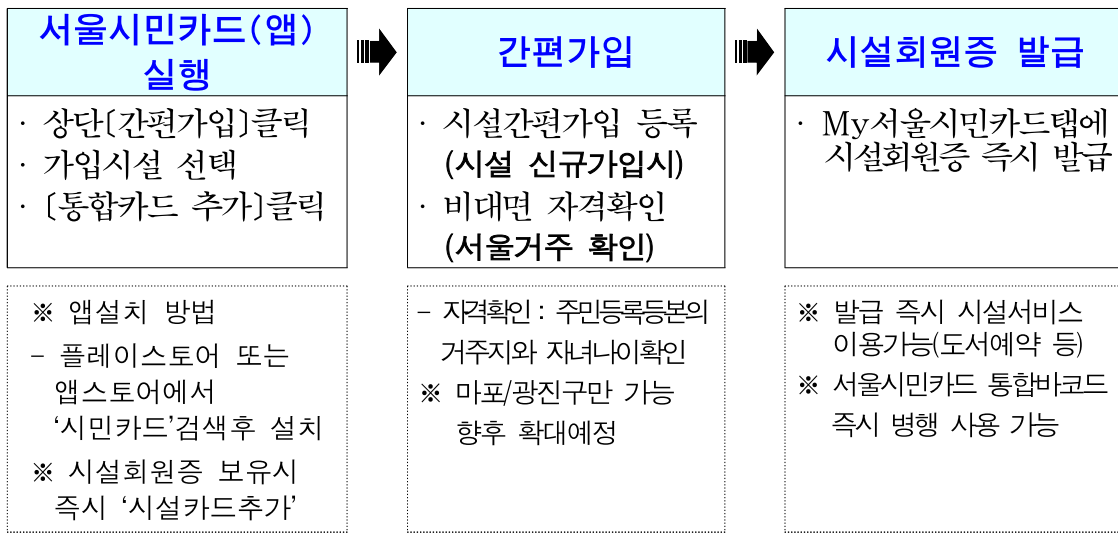 서울시민카드(앱)
실행
· 상단〔간편가입〕클릭
· 가입시설 선택
· 〔통합카드 추가〕클릭
※ 앱설치 방법
- 플레이스토어 또는
앱스토어에서
‘시민카드’검색후 설치
※ 시설회원증 보유시
즉시 ‘시설카드추가’
간편가입
· 시설간편가입 등록
(시설 신규가입시)
· 비대면 자격확인
(서울거주 확인)
- 자격확인 : 주민등록등본의
거주지와 자녀나이확인
※ 마포/광진구만 가능
향후 확대예정
시설회원증 발급
· My서울시민카드탭에
시설회원증 즉시 발급
※ 발급 즉시 시설서비스
이용가능(도서예약 등)
※ 서울시민카드 통합바코드
즉시 병행 사용 가능